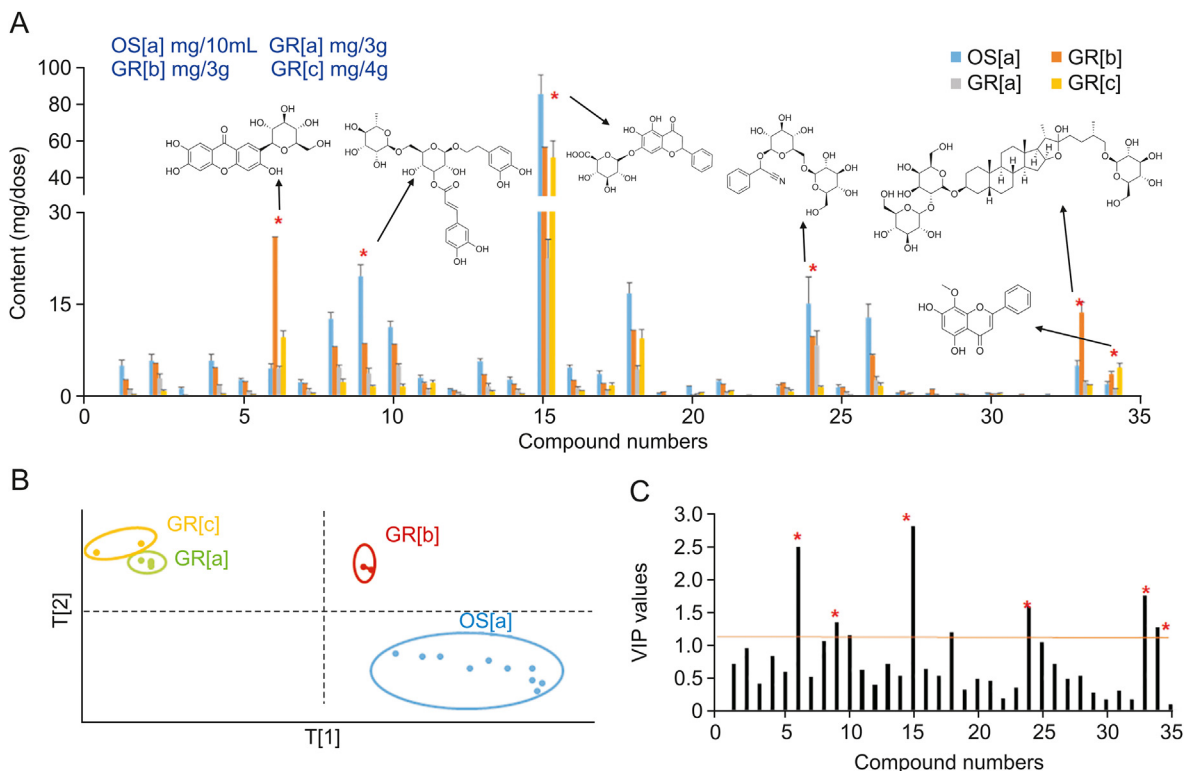 A
OS[a] mg/10mL GR[a] mg/3g
GR[b] mg/3g GR[c] mg/4g
OS[a] GR[b]
GR[a] GR[c]
Content (mg/dose)
100
80
60
40
30
15
0
0 5 10 15 20 25 30 35
Compound numbers
B
GR[c]
GR[a]
GR[b]
OS[a]
T[2]
T[1]
C
VIP values
3.0
2.5
2.0
1.5
1.0
0.5
0
0 5 10 15 20 25 30 35
Compound numbers